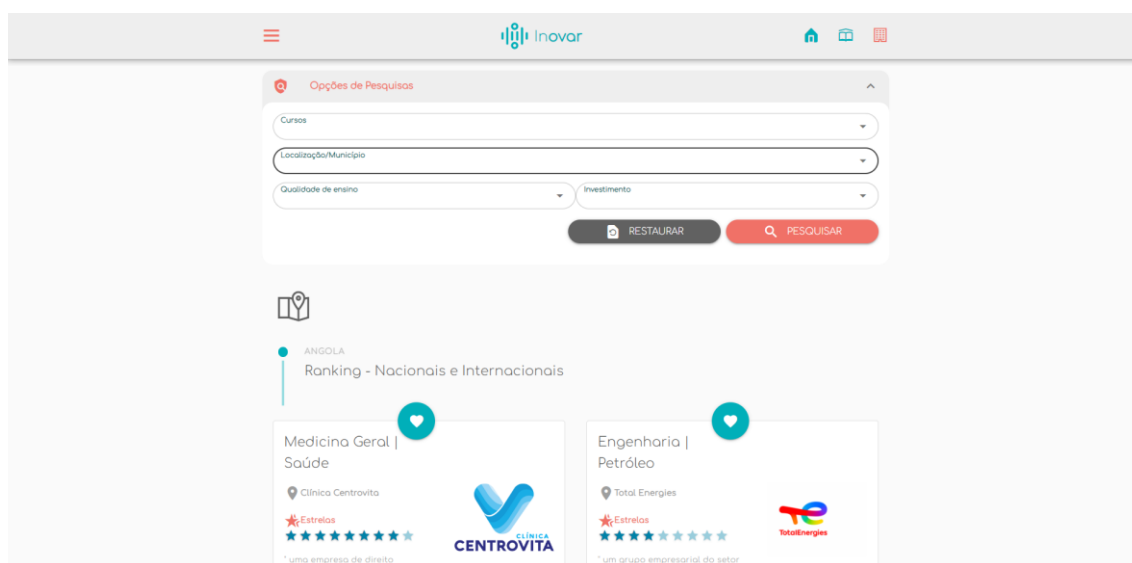 Inovar
Opções de Pesquisas
Cursos
Localização/Município
Qualidade de ensino
Investimento
RESTAURAR
PESQUISAR
ANGOLA
Ranking - Nacionais e Internacionais
Medicina Geral |
Saúde
Clínica Centrovita
Estrelas
CLÍNICA
CENTROVITA
" uma empresa de direito
Engenharia |
Petróleo
Total Energies
Estrelas
TotalEnergies
" um grupo empresarial do setor